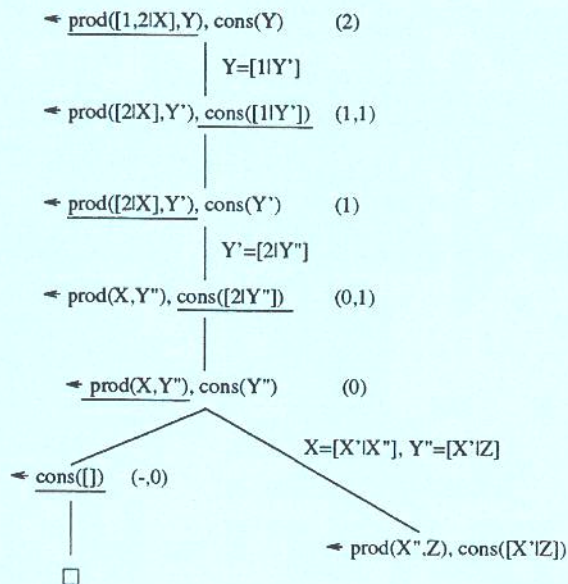 ← prod([1,2|X],Y), cons(Y) (2)
Y=[1|Y']
← prod([2|X],Y'), cons([1|Y']) (1,1)
← prod([2|X],Y'), cons(Y') (1)
Y'=[2|Y"]
← prod(X,Y"), cons([2|Y"]) (0,1)
← prod(X,Y"), cons(Y") (0)
X=[X'|X"], Y"=[X'|Z]
← cons([]) (-,0)
← prod(X",Z), cons([X'|Z])
□